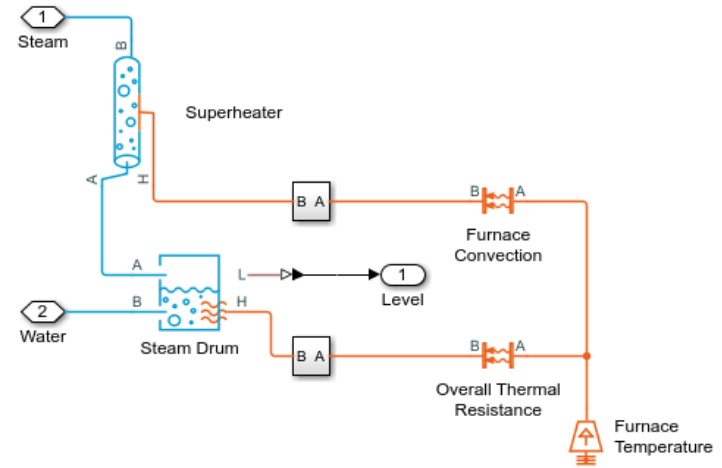 1
Steam
B
Superheater
A
H
B A
B
A
Furnace
Convection
A
L
1
Level
B
H
2
Water
Steam Drum
B A
B
A
Overall Thermal
Resistance
Furnace
Temperature